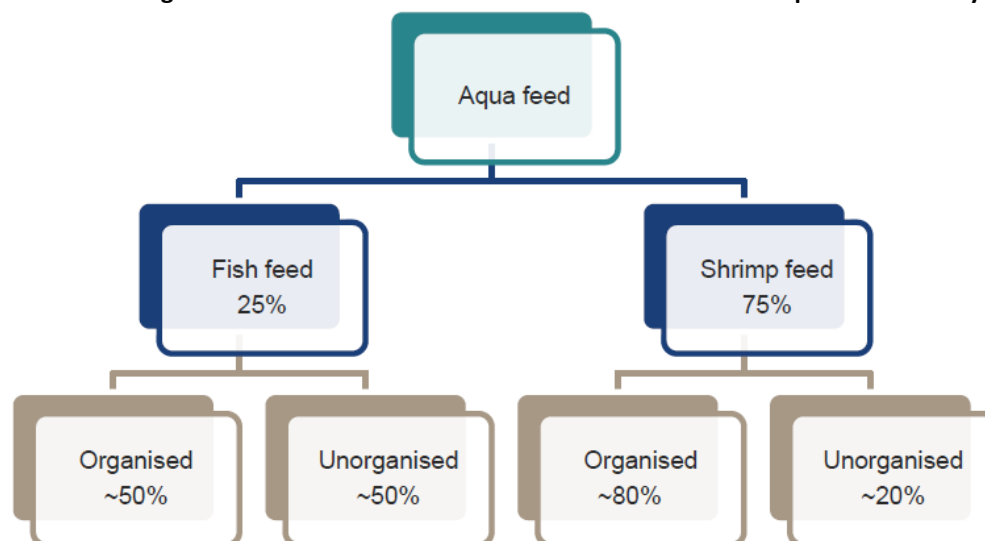 Aqua feed
Fish feed
25%
Shrimp feed
75%
Organised
~50%
Unorganised
~50%
Organised
~80%
Unorganised
~20%